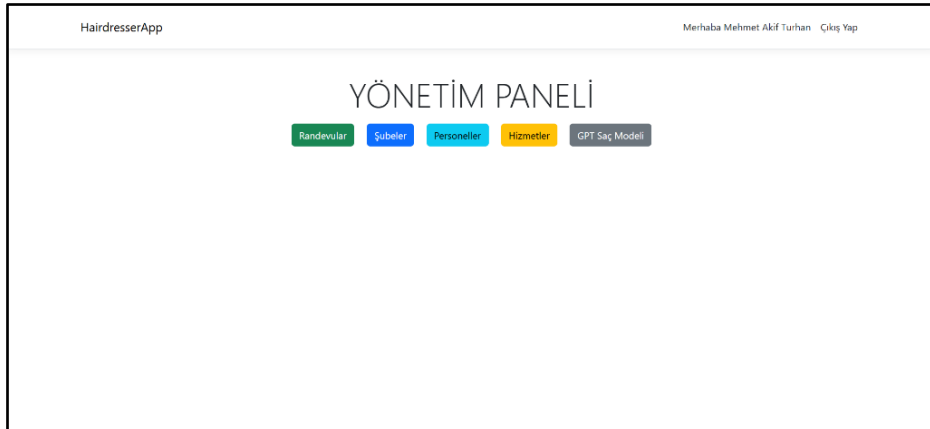 HairdresserApp Merhaba Mehmet Akif Turhan Çıkış Yap
YÖNETİM PANELİ
Randevular Şubeler Personeller Hizmetler GPT Saç Modeli